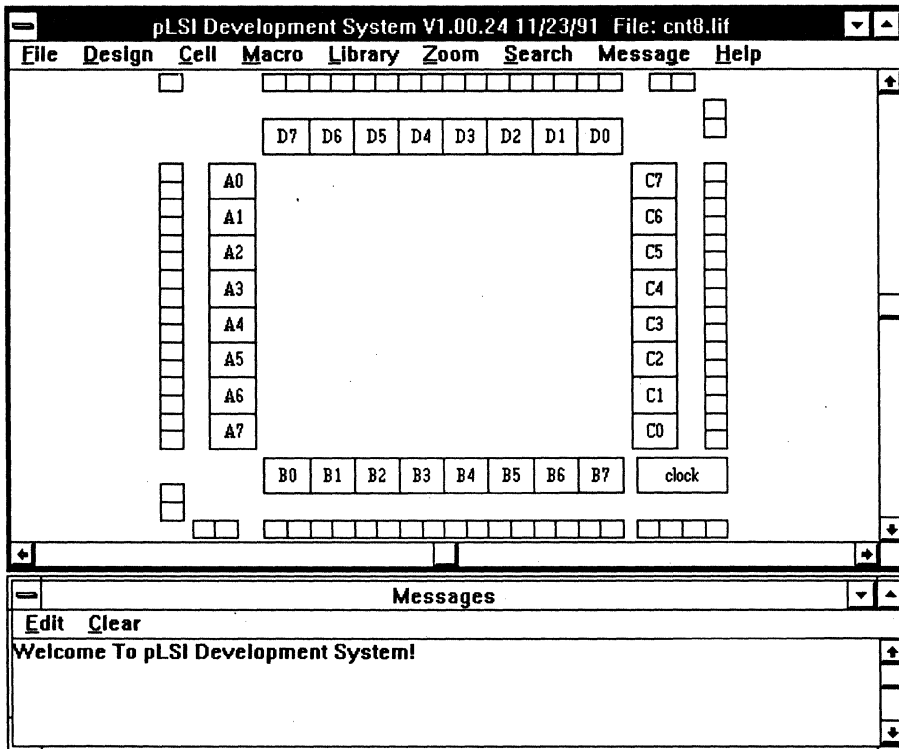 pLSI Development System V1.00.24 11/23/91 File: cnt8.lif
File Design Cell Macro Library Zoom Search Message Help
D7 D6 D5 D4 D3 D2 D1 D0
A0 C7
A1 C6
A2 C5
A3 C4
A4 C3
A5 C2
A6 C1
A7 C0
B0 B1 B2 B3 B4 B5 B6 B7 clock
Messages
Edit Clear
Welcome To pLSI Development System!